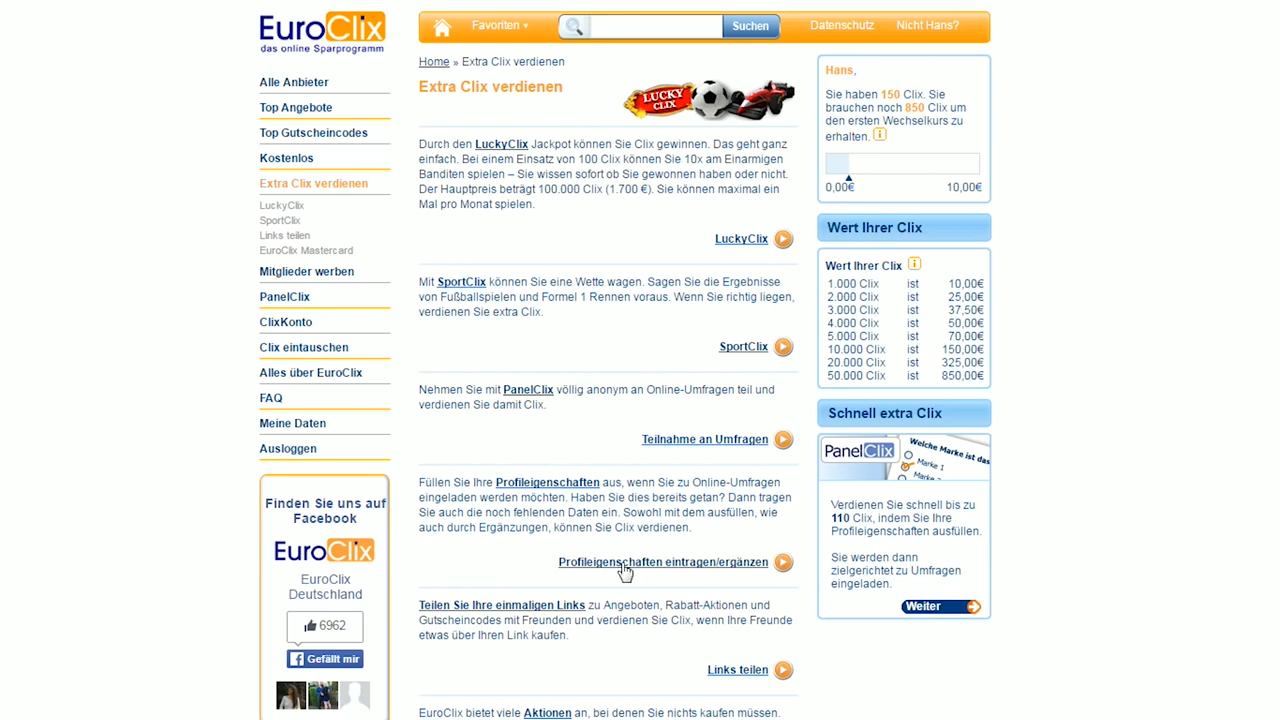 EuroClix
das online Sparprogramm
Favoriten
Suchen
Datenschutz
Nicht Hans?
Alle Anbieter
Top Angebote
Top Gutscheincodes
Kostenlos
Extra Clix verdienen
LuckyClix
SportClix
Links teilen
EuroClix Mastercard
Mitglieder werben
PanelClix
ClixKonto
Clix eintauschen
Alles über EuroClix
FAQ
Meine Daten
Ausloggen
Finden Sie uns auf
Facebook
EuroClix
EuroClix
Deutschland
6962
Gefällt mir
Home » Extra Clix verdienen
Extra Clix verdienen
LUCKY
CLIX
Durch den LuckyClix Jackpot können Sie Clix gewinnen. Das geht ganz
einfach. Bei einem Einsatz von 100 Clix können Sie 10x am Einarmigen
Banditen spielen – Sie wissen sofort ob Sie gewonnen haben oder nicht.
Der Hauptpreis beträgt 100.000 Clix (1.700 €). Sie können maximal ein
Mal pro Monat spielen.
LuckyClix
Mit SportClix können Sie eine Wette wagen. Sagen Sie die Ergebnisse
von Fußballspielen und Formel 1 Rennen voraus. Wenn Sie richtig liegen,
verdienen Sie extra Clix.
SportClix
Nehmen Sie mit PanelClix völlig anonym an Online-Umfragen teil und
verdienen Sie damit Clix.
Teilnahme an Umfragen
Füllen Sie Ihre Profileigenschaften aus, wenn Sie zu Online-Umfragen
eingeladen werden möchten. Haben Sie dies bereits getan? Dann tragen
Sie auch die noch fehlenden Daten ein. Sowohl mit dem ausfüllen, wie
auch durch Ergänzungen, können Sie Clix verdienen.
Profileigenschaften eintragen/ergänzen
Teilen Sie Ihre einmaligen Links zu Angeboten, Rabatt-Aktionen und
Gutscheincodes mit Freunden und verdienen Sie Clix, wenn Ihre Freunde
etwas über Ihren Link kaufen.
Links teilen
EuroClix bietet viele Aktionen an, bei denen Sie nichts kaufen müssen.
Hans,
Sie haben 150 Clix. Sie
brauchen noch 850 Clix um
den ersten Wechselkurs zu
erhalten. i
0,00€ 10,00€
Wert Ihrer Clix
Wert Ihrer Clix i
1.000 Clix ist 10,00€
2.000 Clix ist 25,00€
3.000 Clix ist 37,50€
4.000 Clix ist 50,00€
5.000 Clix ist 70,00€
10.000 Clix ist 150,00€
20.000 Clix ist 325,00€
50.000 Clix ist 850,00€
Schnell extra Clix
PanelClix
Welche Marke ist das
Marke 1
Verdienen Sie schnell bis zu
110 Clix, indem Sie Ihre
Profileigenschaften ausfüllen.
Sie werden dann
zielgerichtet zu Umfragen
eingeladen.
Weiter